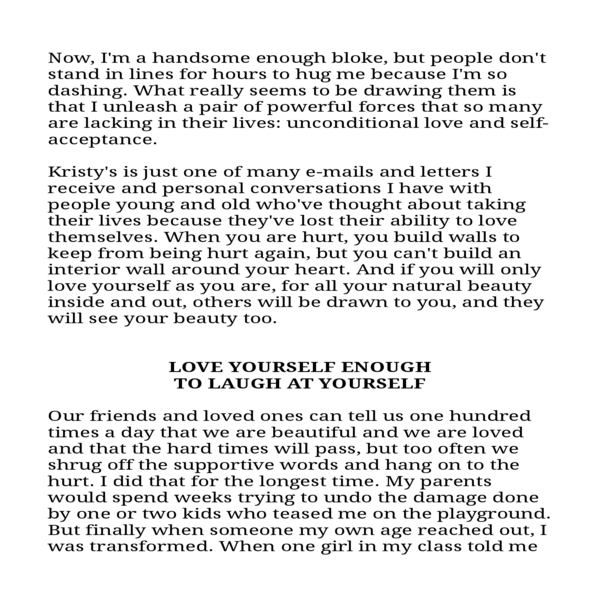 Now, I'm a handsome enough bloke, but people don't
stand in lines for hours to hug me because I'm so
dashing. What really seems to be drawing them is
that I unleash a pair of powerful forces that so many
are lacking in their lives: unconditional love and self-
acceptance.
Kristy's is just one of many e-mails and letters I
receive and personal conversations I have with
people young and old who've thought about taking
their lives because they've lost their ability to love
themselves. When you are hurt, you build walls to
keep from being hurt again, but you can't build an
interior wall around your heart. And if you will only
love yourself as you are, for all your natural beauty
inside and out, others will be drawn to you, and they
will see your beauty too.
LOVE YOURSELF ENOUGH
TO LAUGH AT YOURSELF
Our friends and loved ones can tell us one hundred
times a day that we are beautiful and we are loved
and that the hard times will pass, but too often we
shrug off the supportive words and hang on to the
hurt. I did that for the longest time. My parents
would spend weeks trying to undo the damage done
by one or two kids who teased me on the playground.
But finally when someone my own age reached out, I
was transformed. When one girl in my class told me